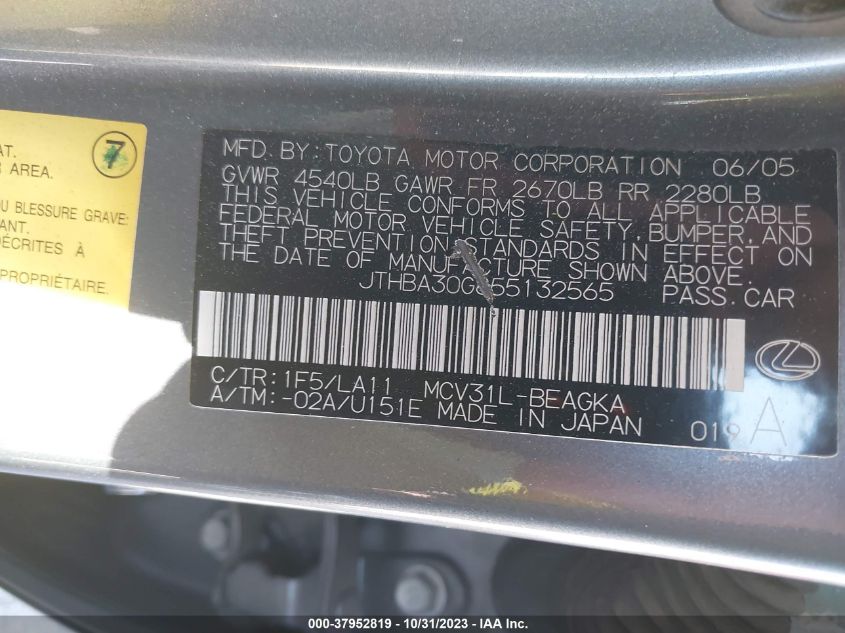 7
AT.
AREA.
BLESSURE GRAVE:
ANT.
DÉCRITES À
PROPRIÉTAIRE.
MFD. BY: TOYOTA MOTOR CORPORATION 06/05
GVWR 4540LB GAWR FR 2670LB RR 2280LB
THIS VEHICLE CONFORMS TO ALL APPLICABLE
FEDERAL MOTOR VEHICLE SAFETY, BUMPER, AND
THEFT PREVENTION STANDARDS IN EFFECT ON
THE DATE OF MANUFACTURE SHOWN ABOVE.
PASS. CAR
C/TR: 1F5/LA11 MCV31L-BEAGKA
A/TM: -02A/U151E MADE IN JAPAN 019 A
000-37952819 - 10/31/2023 - IAA Inc.